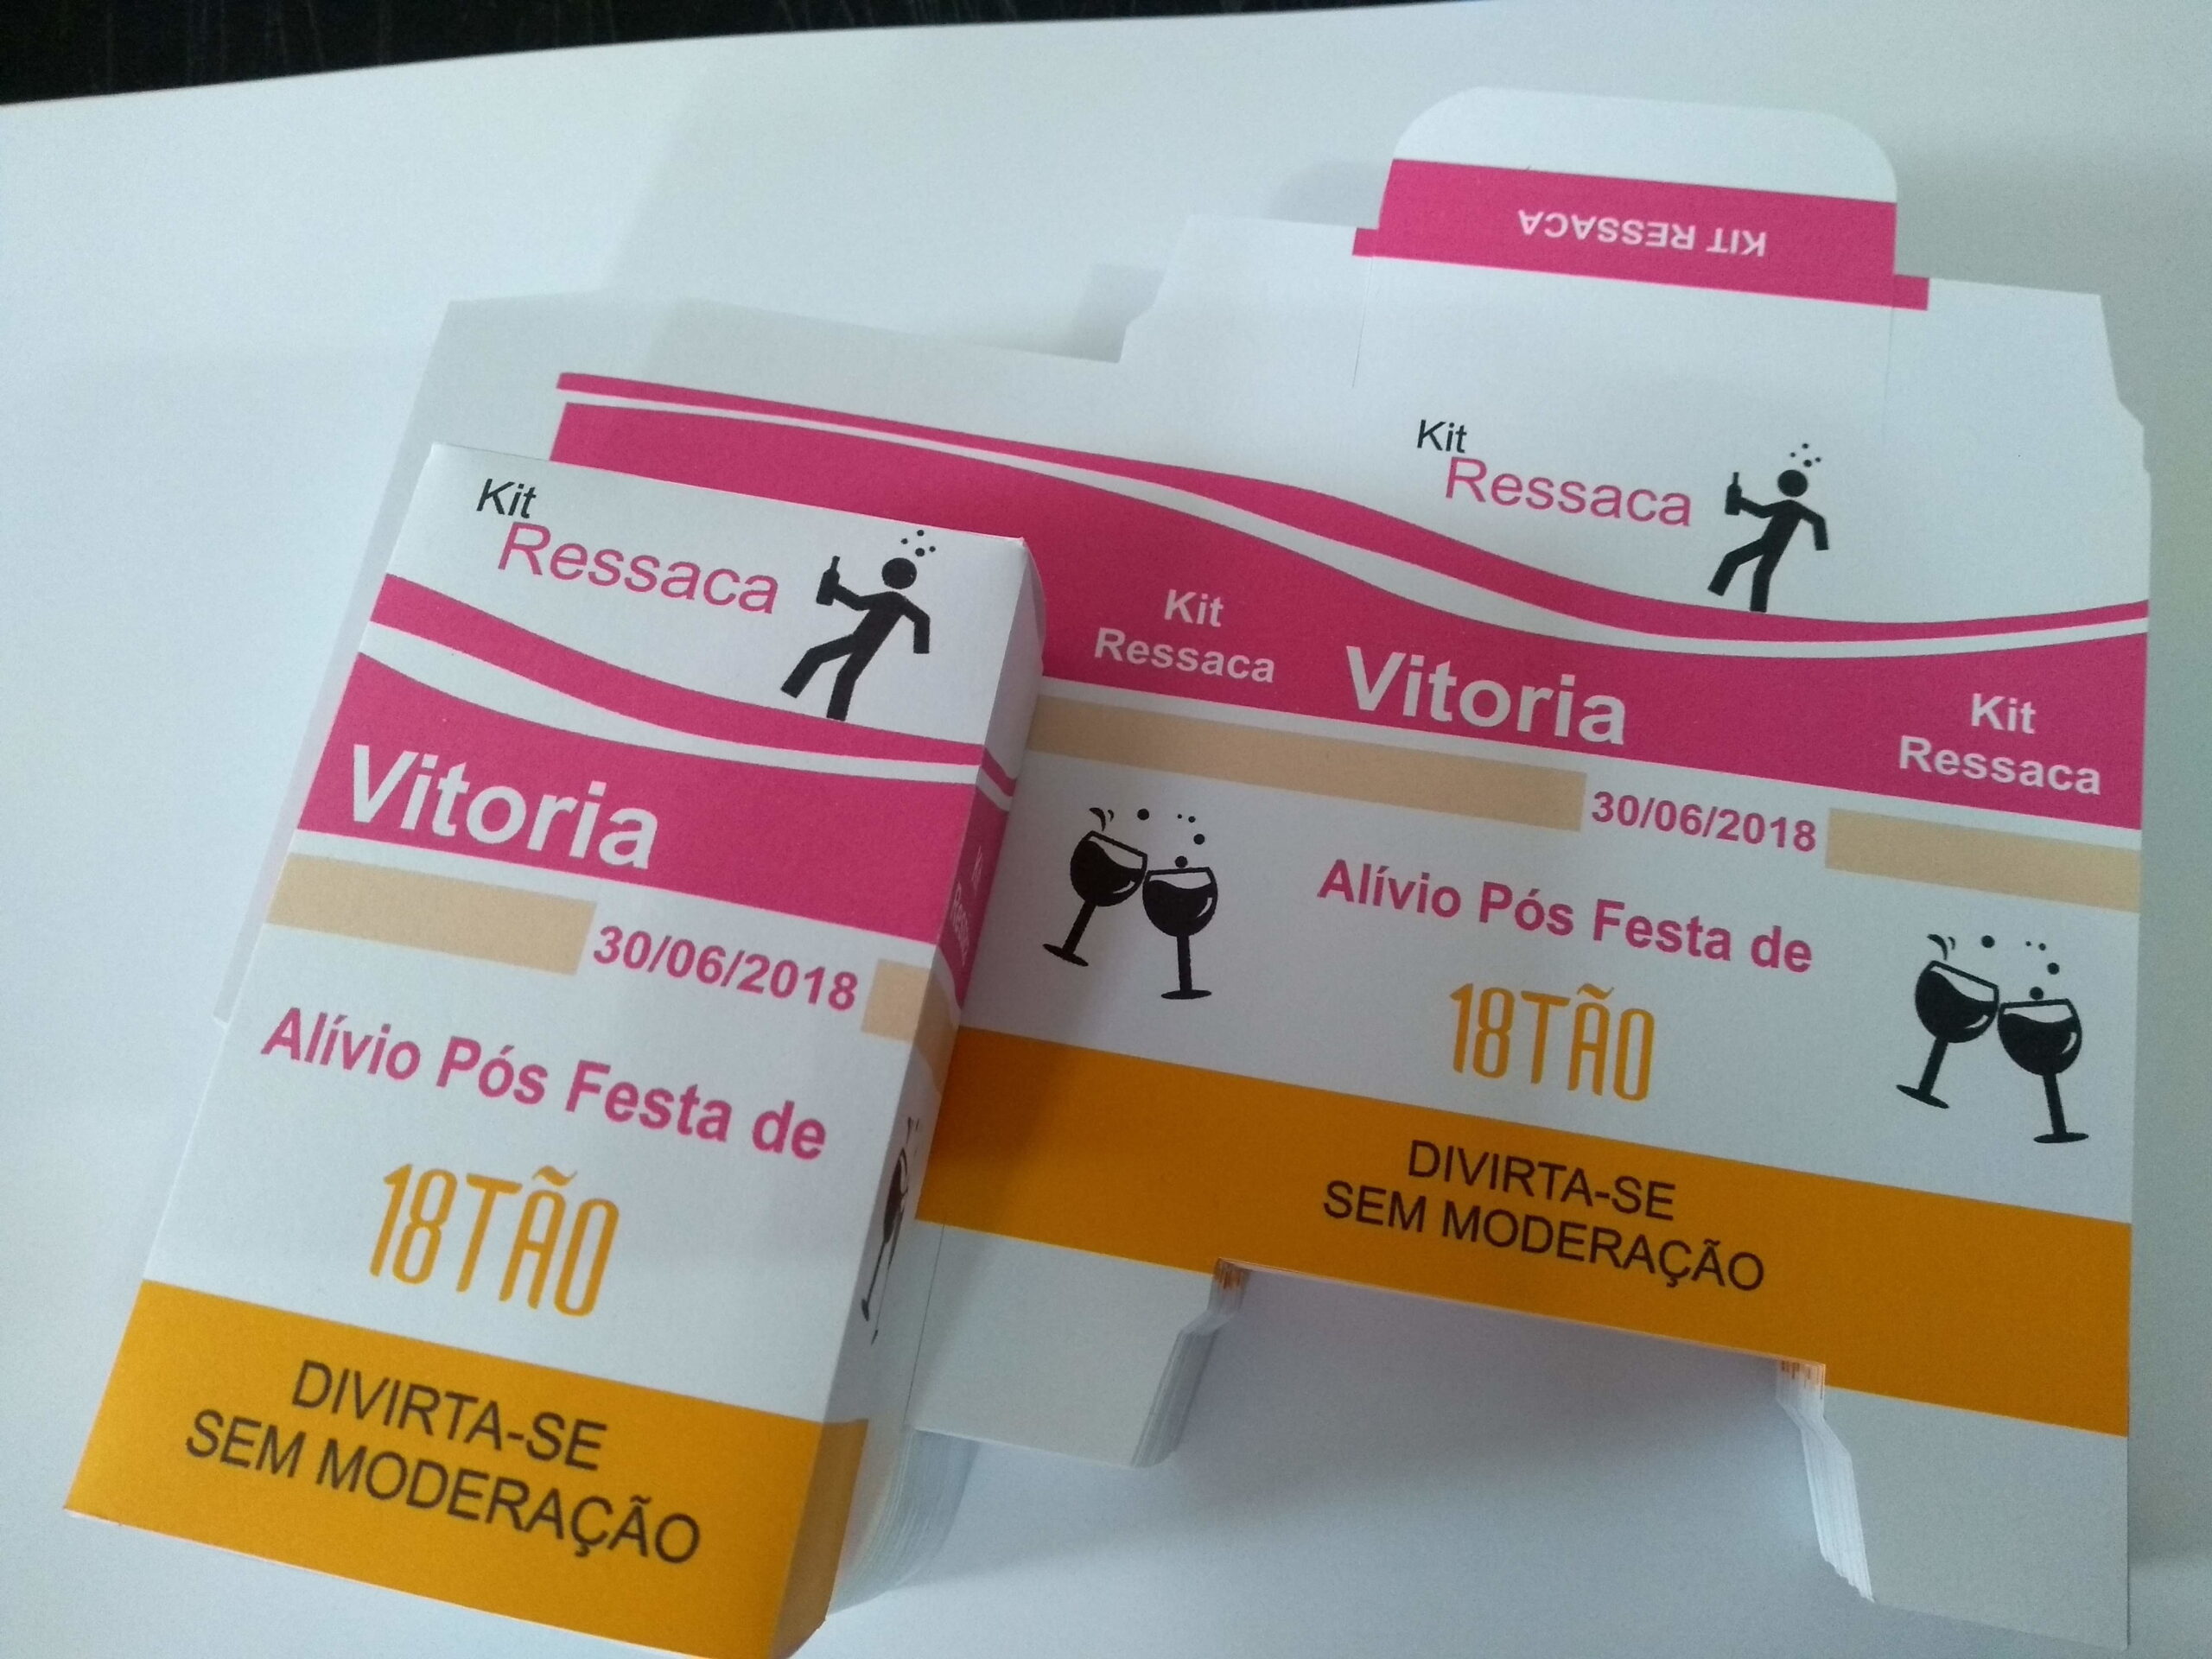 Kit
Ressaca
Vitoria
30/06/2018
Alívio Pós Festa de
18TÃO
DIVIRTA-SE
SEM MODERAÇÃO
KIT RESSACA
Kit
Ressaca
Kit
Ressaca
Vitoria
Kit
Ressaca
30/06/2018
Alívio Pós Festa de
18TÃO
DIVIRTA-SE
SEM MODERAÇÃO